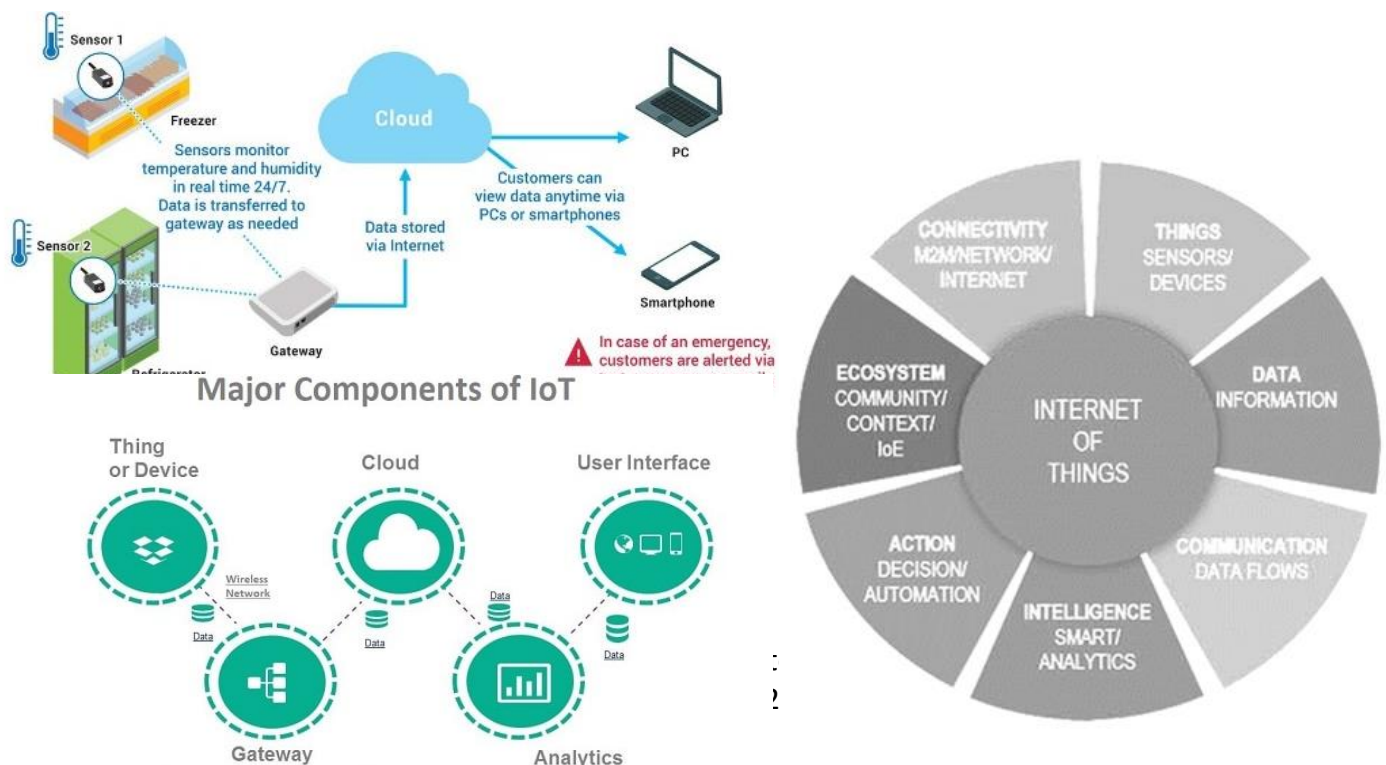 Sensor 1
Freezer
Sensors monitor
temperature and humidity
in real time 24/7.
Data is transferred to
gateway as needed
Sensor 2
Refrigerator
Gateway
Cloud
Data stored
via Internet
Customers can
view data anytime via
PCs or smartphones
PC
Smartphone
In case of an emergency,
customers are alerted via
Major Components of IoT
Thing
or Device
Cloud
User Interface
Wireless
Network
Data
Data
Data
Data
Gateway
Analytics
2
CONNECTIVITY
M2M/NETWORK/
INTERNET
THINGS
SENSORS/
DEVICES
DATA
INFORMATION
COMMUNICATION
DATA FLOWS
INTELLIGENCE
SMART/
ANALYTICS
ACTION
DECISION/
AUTOMATION
ECOSYSTEM
COMMUNITY/
CONTEXT/
IoE
INTERNET
OF
THINGS